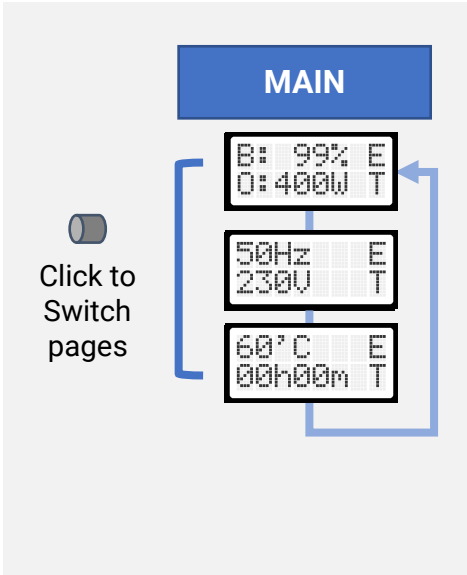 MAIN
B: 99% E
O:400W T
50Hz E
230V T
60'C E
00h00m T
Click to
Switch
pages